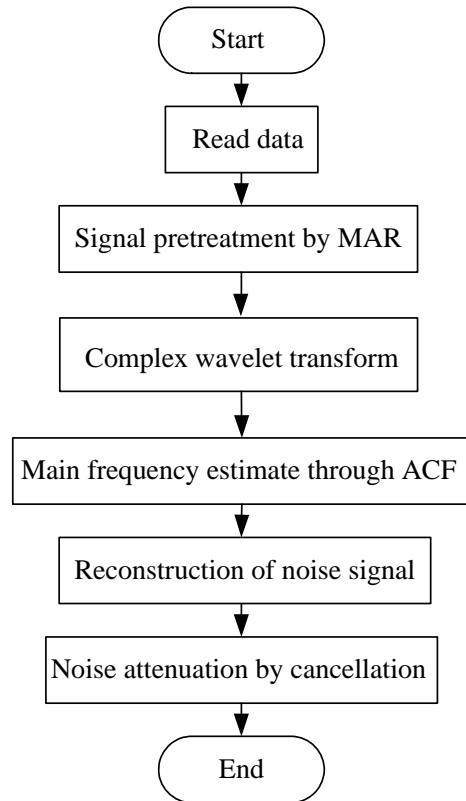 Start
Read data
Signal pretreatment by MAR
Complex wavelet transform
Main frequency estimate through ACF
Reconstruction of noise signal
Noise attenuation by cancellation
End